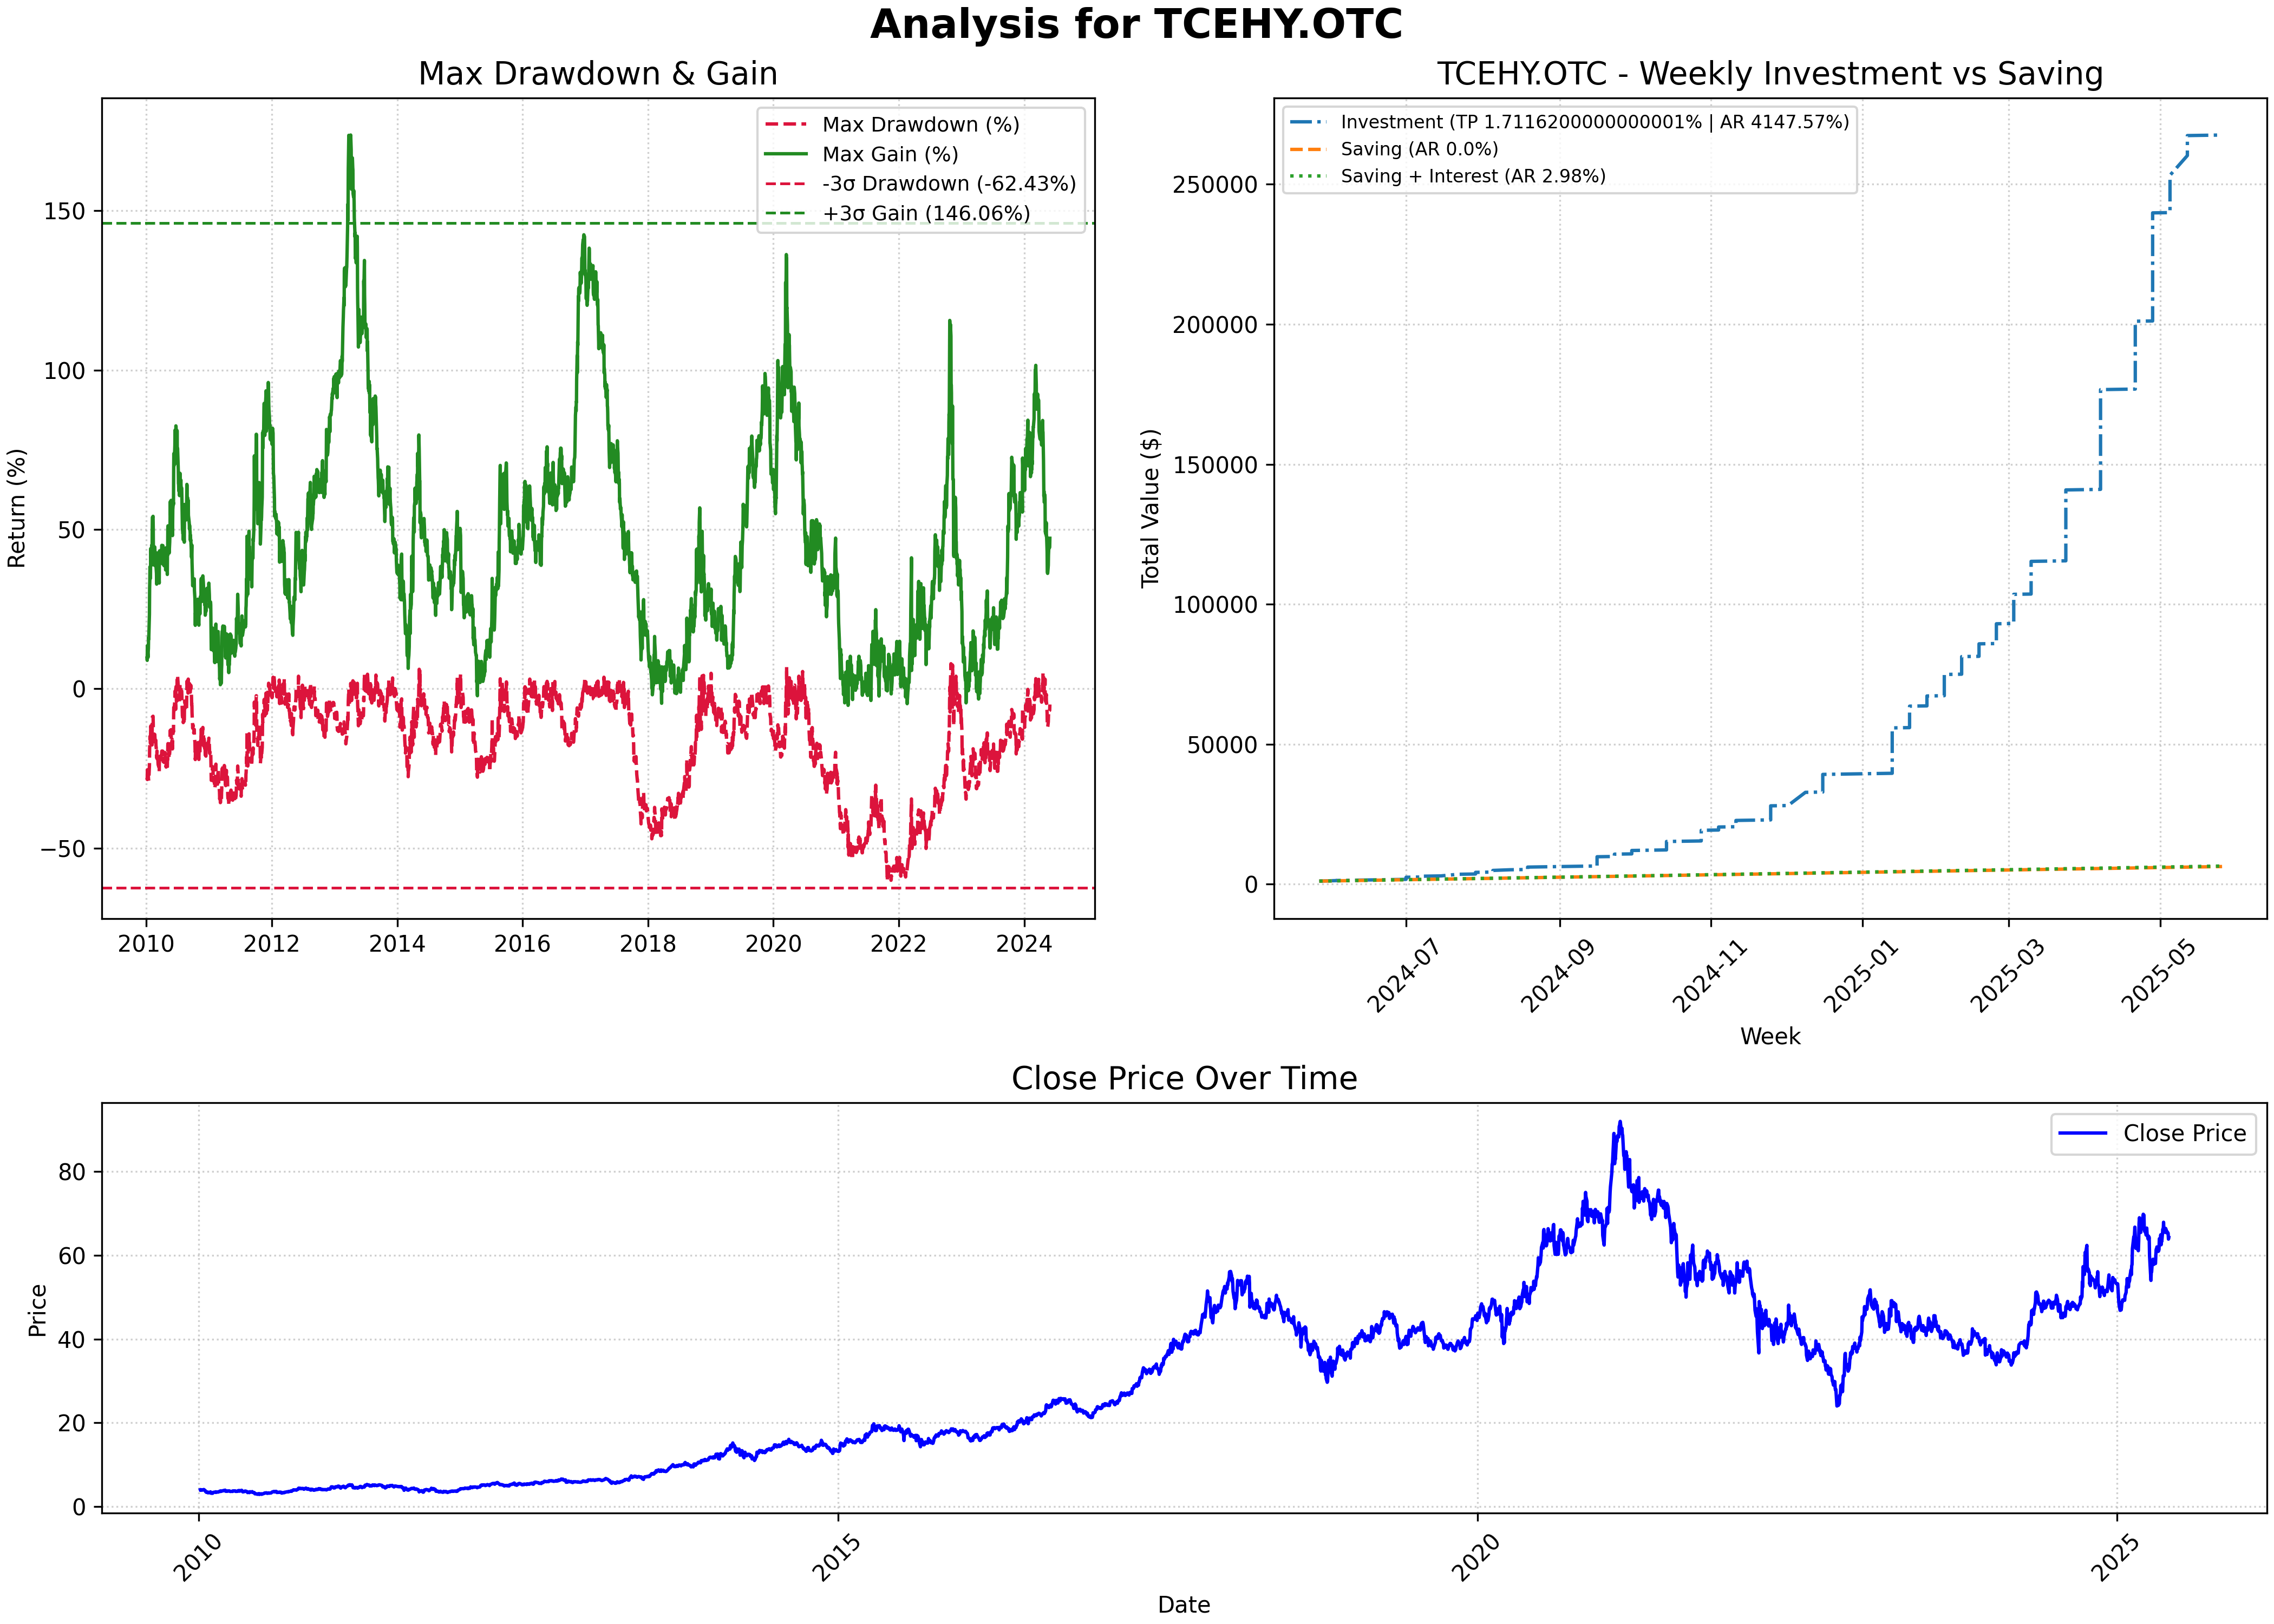 Analysis for TCEHY.OTC
Max Drawdown & Gain
Max Drawdown (%)
Max Gain (%)
-3σ Drawdown (-62.43%)
+3σ Gain (146.06%)
Return (%)
150
100
50
0
−50
2010 2012 2014 2016 2018 2020 2022 2024
TCEHY.OTC - Weekly Investment vs Saving
Investment (TP 1.7116200000000001% | AR 4147.57%)
Saving (AR 0.0%)
Saving + Interest (AR 2.98%)
Total Value ($)
250000
200000
150000
100000
50000
0
2024-07 2024-09 2024-11 2025-01 2025-03 2025-05
Week
Close Price Over Time
Close Price
Price
80
60
40
20
0
2010 2015 2020 2025
Date